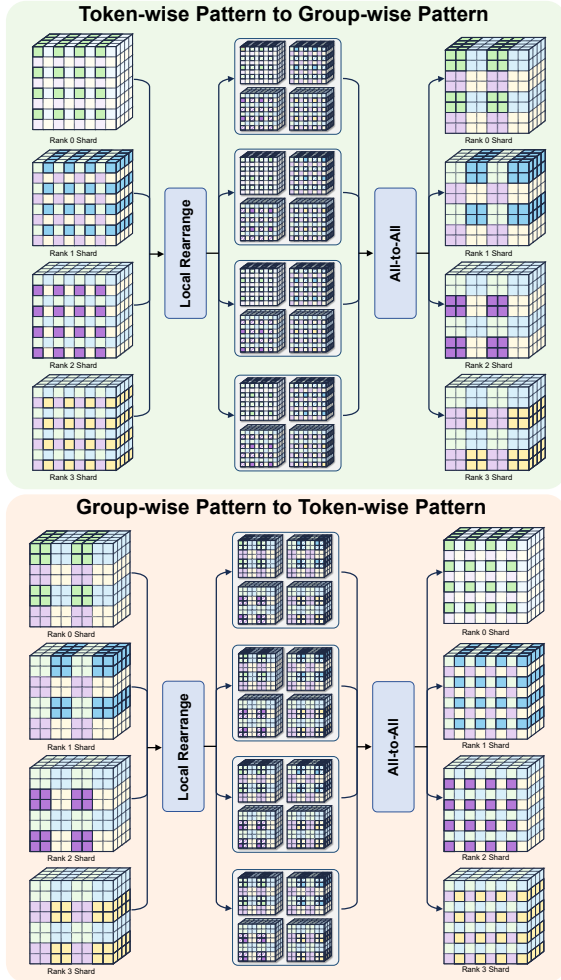 Token-wise Pattern to Group-wise Pattern
Rank 0 Shard
Rank 1 Shard
Rank 2 Shard
Rank 3 Shard
Local Rearrange
All-to-All
Rank 0 Shard
Rank 1 Shard
Rank 2 Shard
Rank 3 Shard
Group-wise Pattern to Token-wise Pattern
Rank 0 Shard
Rank 1 Shard
Rank 2 Shard
Rank 3 Shard
Local Rearrange
All-to-All
Rank 0 Shard
Rank 1 Shard
Rank 2 Shard
Rank 3 Shard